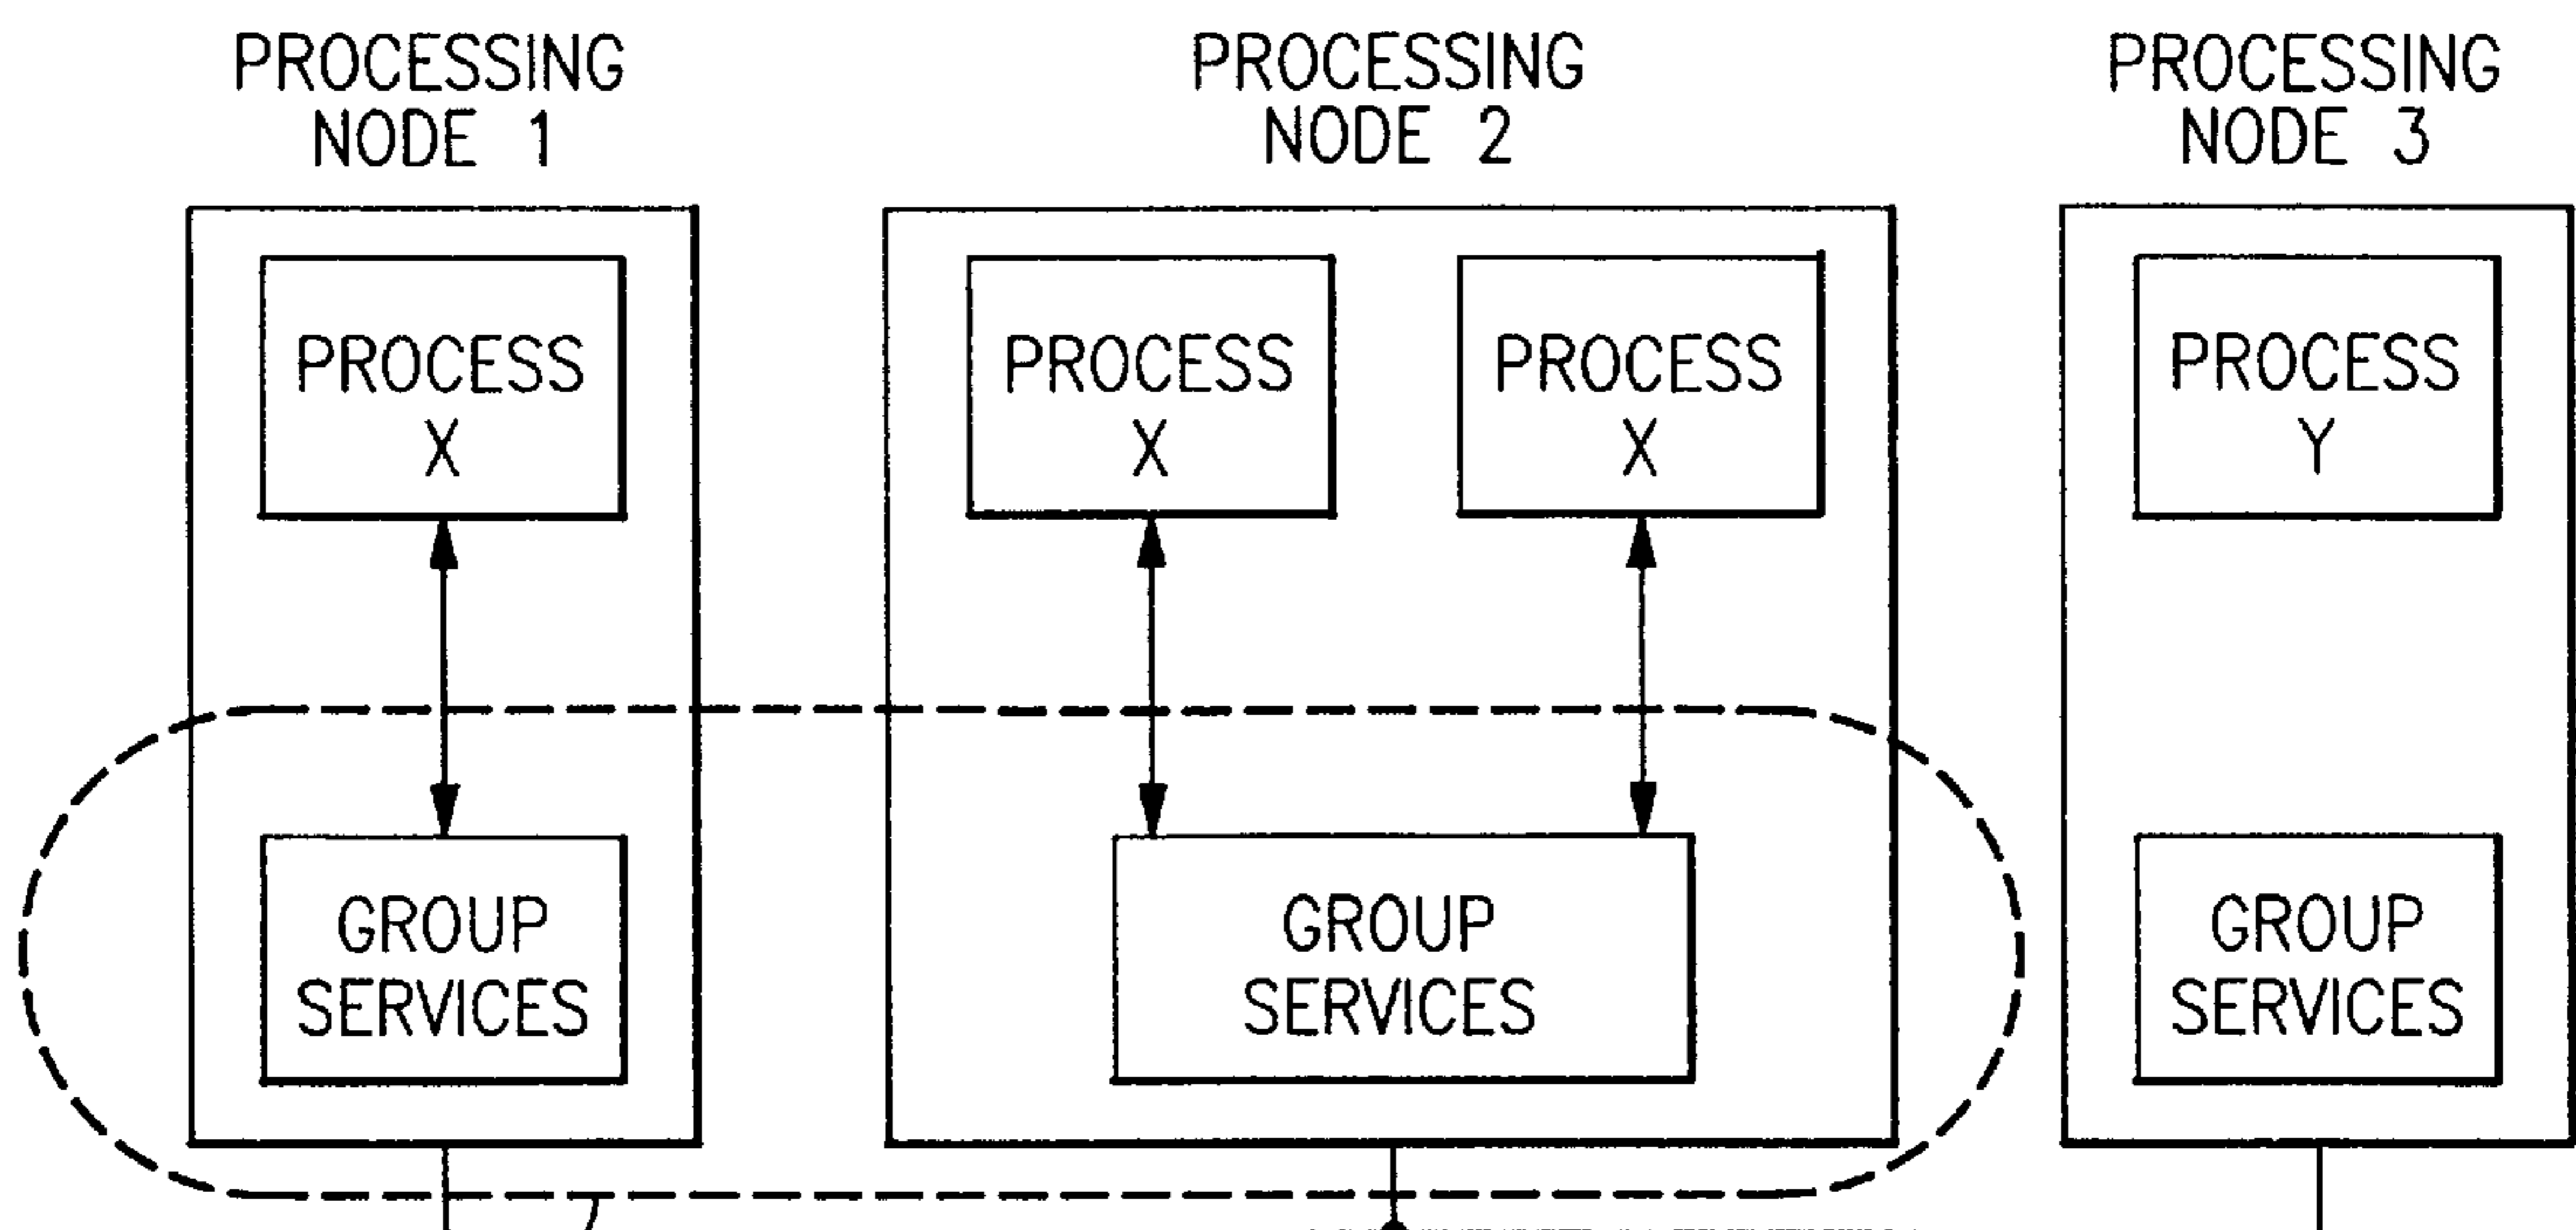 PROCESSING
NODE 1
PROCESSING
NODE 2
PROCESSING
NODE 3
PROCESS
X
PROCESS
X
PROCESS
X
PROCESS
Y
GROUP
SERVICES
GROUP
SERVICES
GROUP
SERVICES